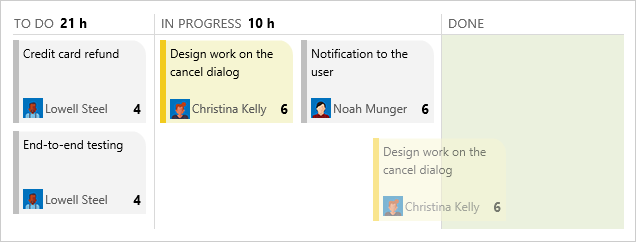 TO DO 21 h
Credit card refund
Lowell Steel 4
End-to-end testing
Lowell Steel 4
IN PROGRESS 10 h
Design work on the
cancel dialog
Christina Kelly 6
Notification to the
user
Noah Munger 6
DONE
Design work on the
cancel dialog
Christina Kelly 6